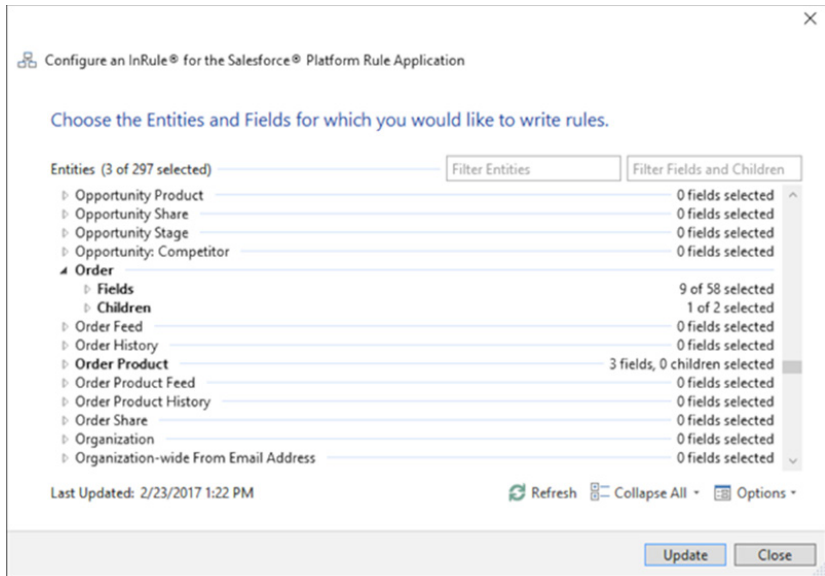 Configure an InRule® for the Salesforce® Platform Rule Application
Choose the Entities and Fields for which you would like to write rules.
Entities (3 of 297 selected) Filter Entities Filter Fields and Children
Opportunity Product 0 fields selected
Opportunity Share 0 fields selected
Opportunity Stage 0 fields selected
Opportunity: Competitor 0 fields selected
Order
Fields 9 of 58 selected
Children 1 of 2 selected
Order Feed 0 fields selected
Order History 0 fields selected
Order Product 3 fields, 0 children selected
Order Product Feed 0 fields selected
Order Product History 0 fields selected
Order Share 0 fields selected
Organization 0 fields selected
Organization-wide From Email Address 0 fields selected
Last Updated: 2/23/2017 1:22 PM Refresh Collapse All Options
Update Close